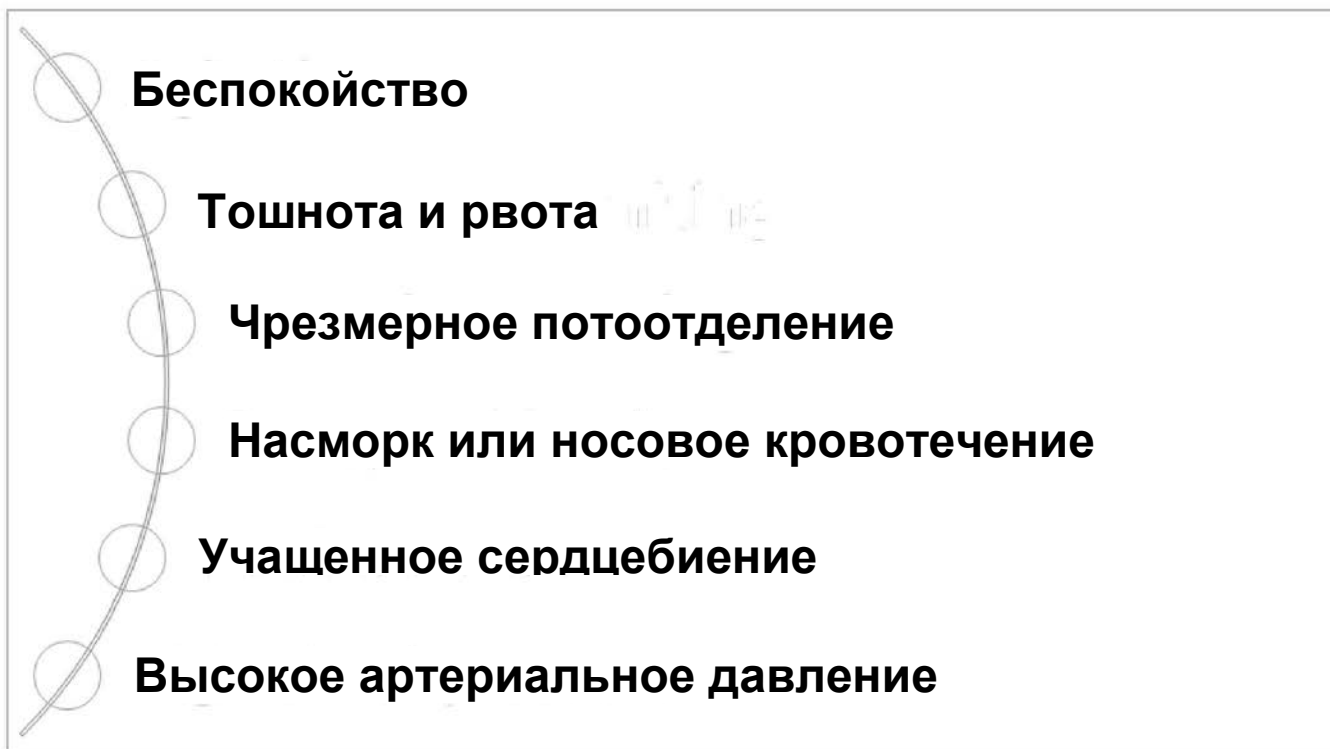 Беспокойство
Тошнота и рвота
Чрезмерное потоотделение
Насморк или носовое кровотечение
Учащенное сердцебиение
Высокое артериальное давление